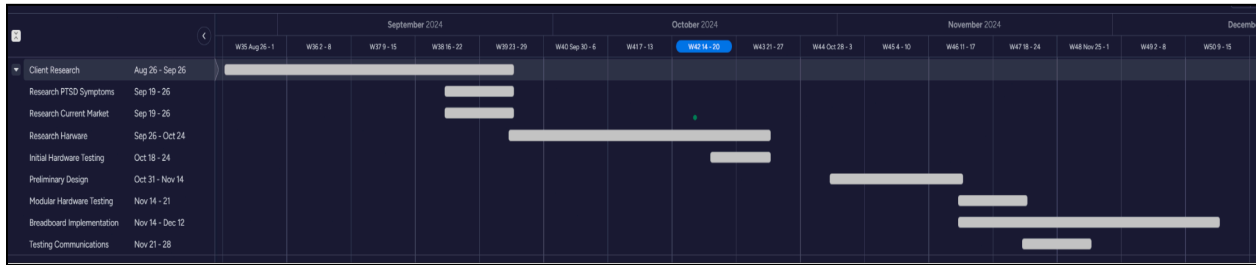 September 2024
October 2024
November 2024
Decemb
W35 Aug 26 - 1
W36 2 - 8
W37 9 - 15
W38 16 - 22
W39 23 - 29
W40 Sep 30 - 6
W41 7 - 13
W42 14 - 20
W43 21 - 27
W44 Oct 28 - 3
W45 4 - 10
W46 11 - 17
W47 18 - 24
W48 Nov 25 - 1
W49 2 - 8
W50 9 - 15
Client Research Aug 26 - Sep 26
Research PTSD Symptoms Sep 19 - 26
Research Current Market Sep 19 - 26
Research Harware Sep 26 - Oct 24
Initial Hardware Testing Oct 18 - 24
Preliminary Design Oct 31 - Nov 14
Modular Hardware Testing Nov 14 - 21
Breadboard Implementation Nov 14 - Dec 12
Testing Communications Nov 21 - 28